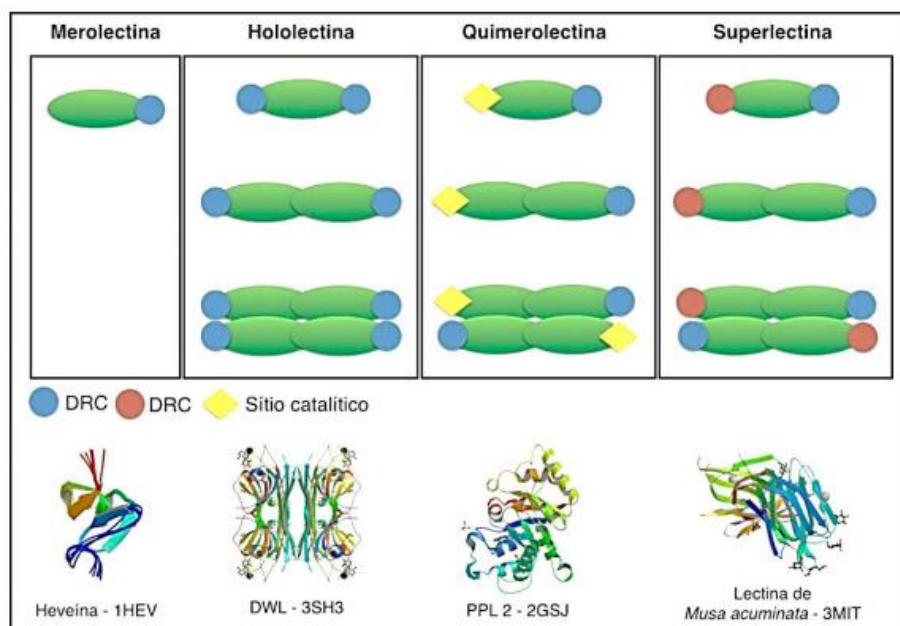 Merolectina
Hololectina
Quimerolectina
Superlectina
DRC
DRC
Sítio catalítico
Heveína - 1HEV
DWL - 3SH3
PPL 2 - 2GSJ
Lectina de
Musa acuminata - 3MIT